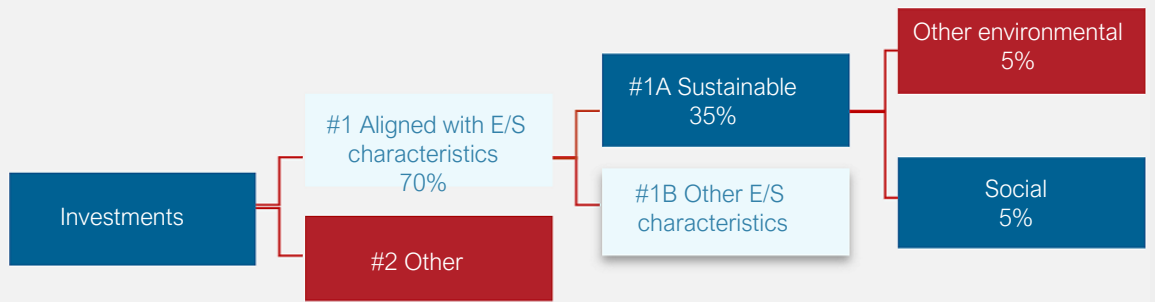 Investments
#1 Aligned with E/S
characteristics
70%
#2 Other
#1A Sustainable
35%
#1B Other E/S
characteristics
Other environmental
5%
Social
5%